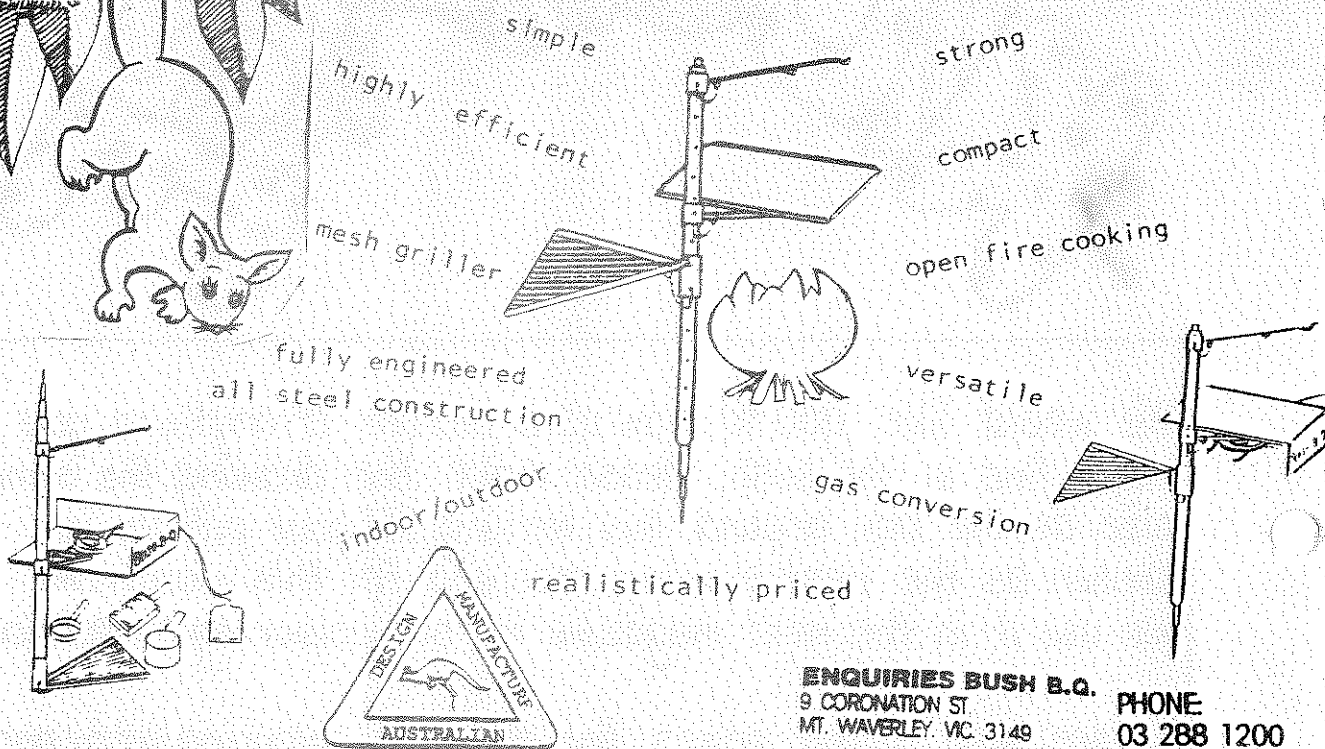 simple
strong
highly efficient
compact
mesh griller
open fire cooking
fully engineered
all steel construction
versatile
indoor/outdoor
gas conversion
realistically priced
DESIGN
MANUFACTURE
AUSTRALIAN
ENQUIRIES BUSH B.Q.
9 CORONATION ST.
MT. WAVERLEY. VIC. 3149
PHONE
03 288 1200